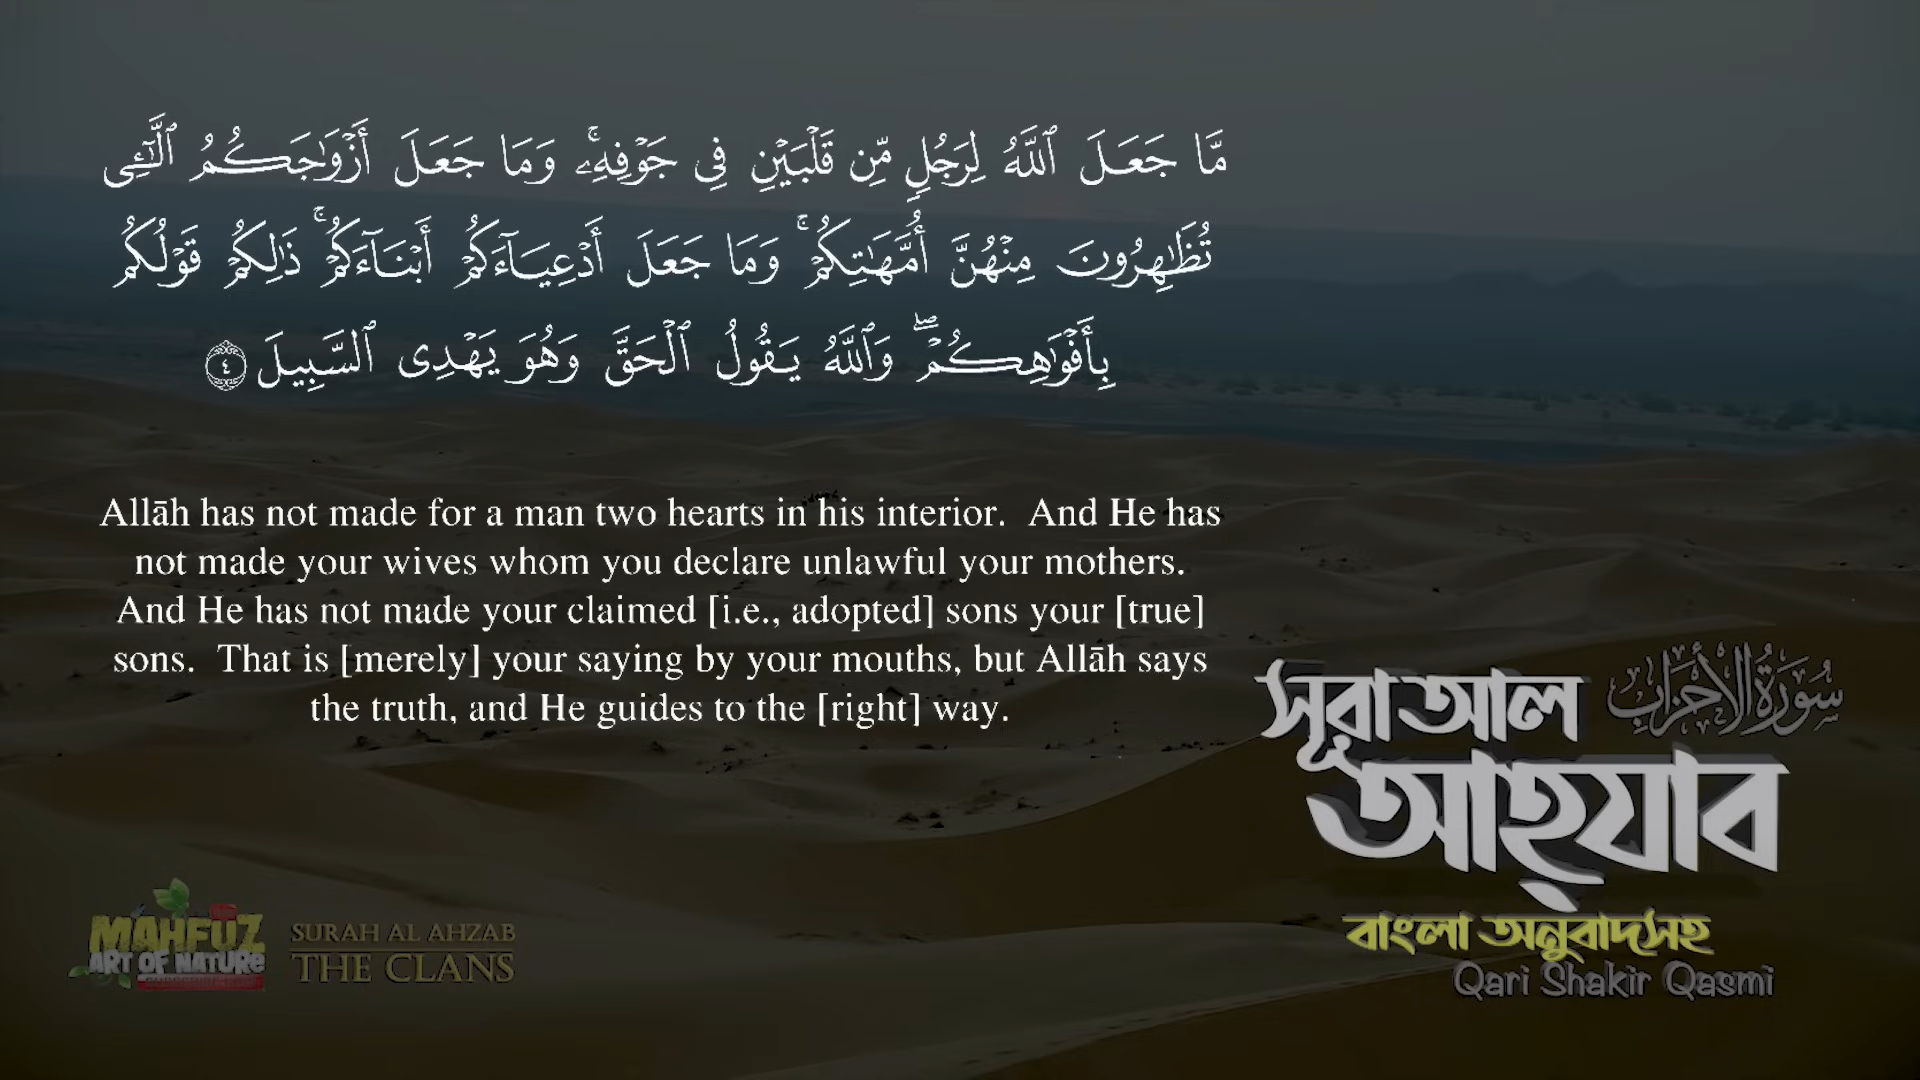 مَّا جَعَلَ ٱللَّهُ لِرَجُلٍ مِّن قَلْبَيْنِ فِى جَوْفِهِۦۚ وَمَا جَعَلَ أَزْوَٰجَكُمُ ٱلَّٰٓـِٔى
تُظَٰهِرُونَ مِنْهُنَّ أُمَّهَٰتِكُمْۚ وَمَا جَعَلَ أَدْعِيَآءَكُمْ أَبْنَآءَكُمْۚ ذَٰلِكُمْ قَوْلُكُم
بِأَفْوَٰهِكُمْۖ وَٱللَّهُ يَقُولُ ٱلْحَقَّ وَهُوَ يَهْدِى ٱلسَّبِيلَ ٤
Allāh has not made for a man two hearts in his interior. And He has
not made your wives whom you declare unlawful your mothers.
And He has not made your claimed [i.e., adopted] sons your [true]
sons. That is [merely] your saying by your mouths, but Allāh says
the truth, and He guides to the [right] way.
সূরা আল
سُورَةُ الأَحْزَاب
আহ্‌যাব
বাংলা অনুবাদসহ
Qari Shakir Qasmi
MAHFUZ
ART OF NATURE
SURAH AL AHZAB
THE CLANS